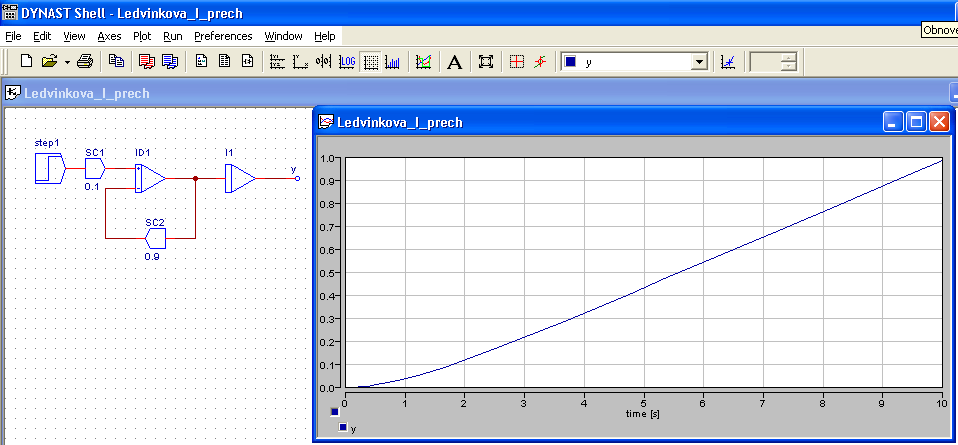 DYNAST Shell - Ledvinkova_I_prech
Obnove
File Edit View Axes Plot Run Preferences Window Help
LOG A y
Ledvinkova_I_prech
Ledvinkova_I_prech
step1
SC1 ID1 I1
y
0.1
SC2
0.9
1.0
0.9
0.8
0.7
0.6
0.5
0.4
0.3
0.2
0.1
0.0
0 1 2 3 4 5 6 7 8 9 10
time [s]
y